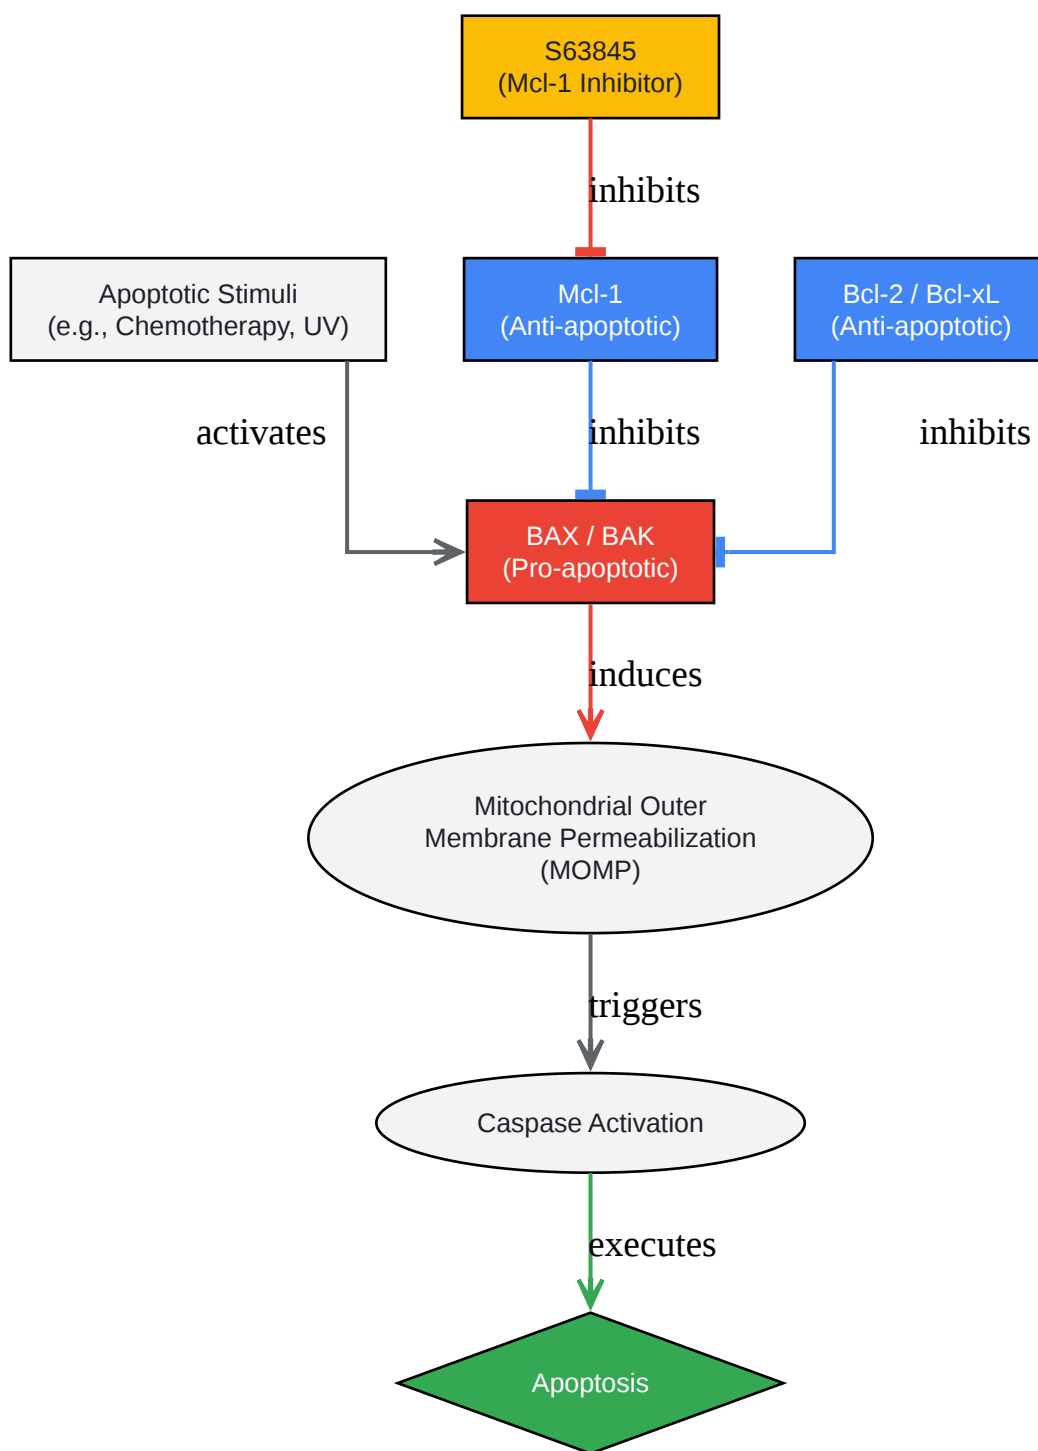 S63845
(Mcl-1 Inhibitor)
inhibits
Apoptotic Stimuli
(e.g., Chemotherapy, UV)
Mcl-1
(Anti-apoptotic)
Bcl-2 / Bcl-xL
(Anti-apoptotic)
activates
inhibits
inhibits
BAX / BAK
(Pro-apoptotic)
induces
Mitochondrial Outer
Membrane Permeabilization
(MOMP)
triggers
Caspase Activation
executes
Apoptosis